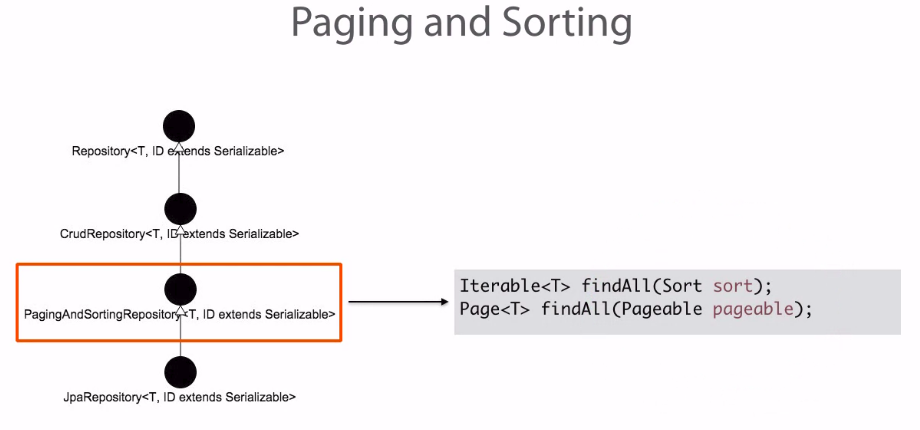 Paging and Sorting
Repository<T, ID extends Serializable>
CrudRepository<T, ID extends Serializable>
PagingAndSortingRepository<T, ID extends Serializable>
Iterable<T> findAll(Sort sort);
Page<T> findAll(Pageable pageable);
JpaRepository<T, ID extends Serializable>